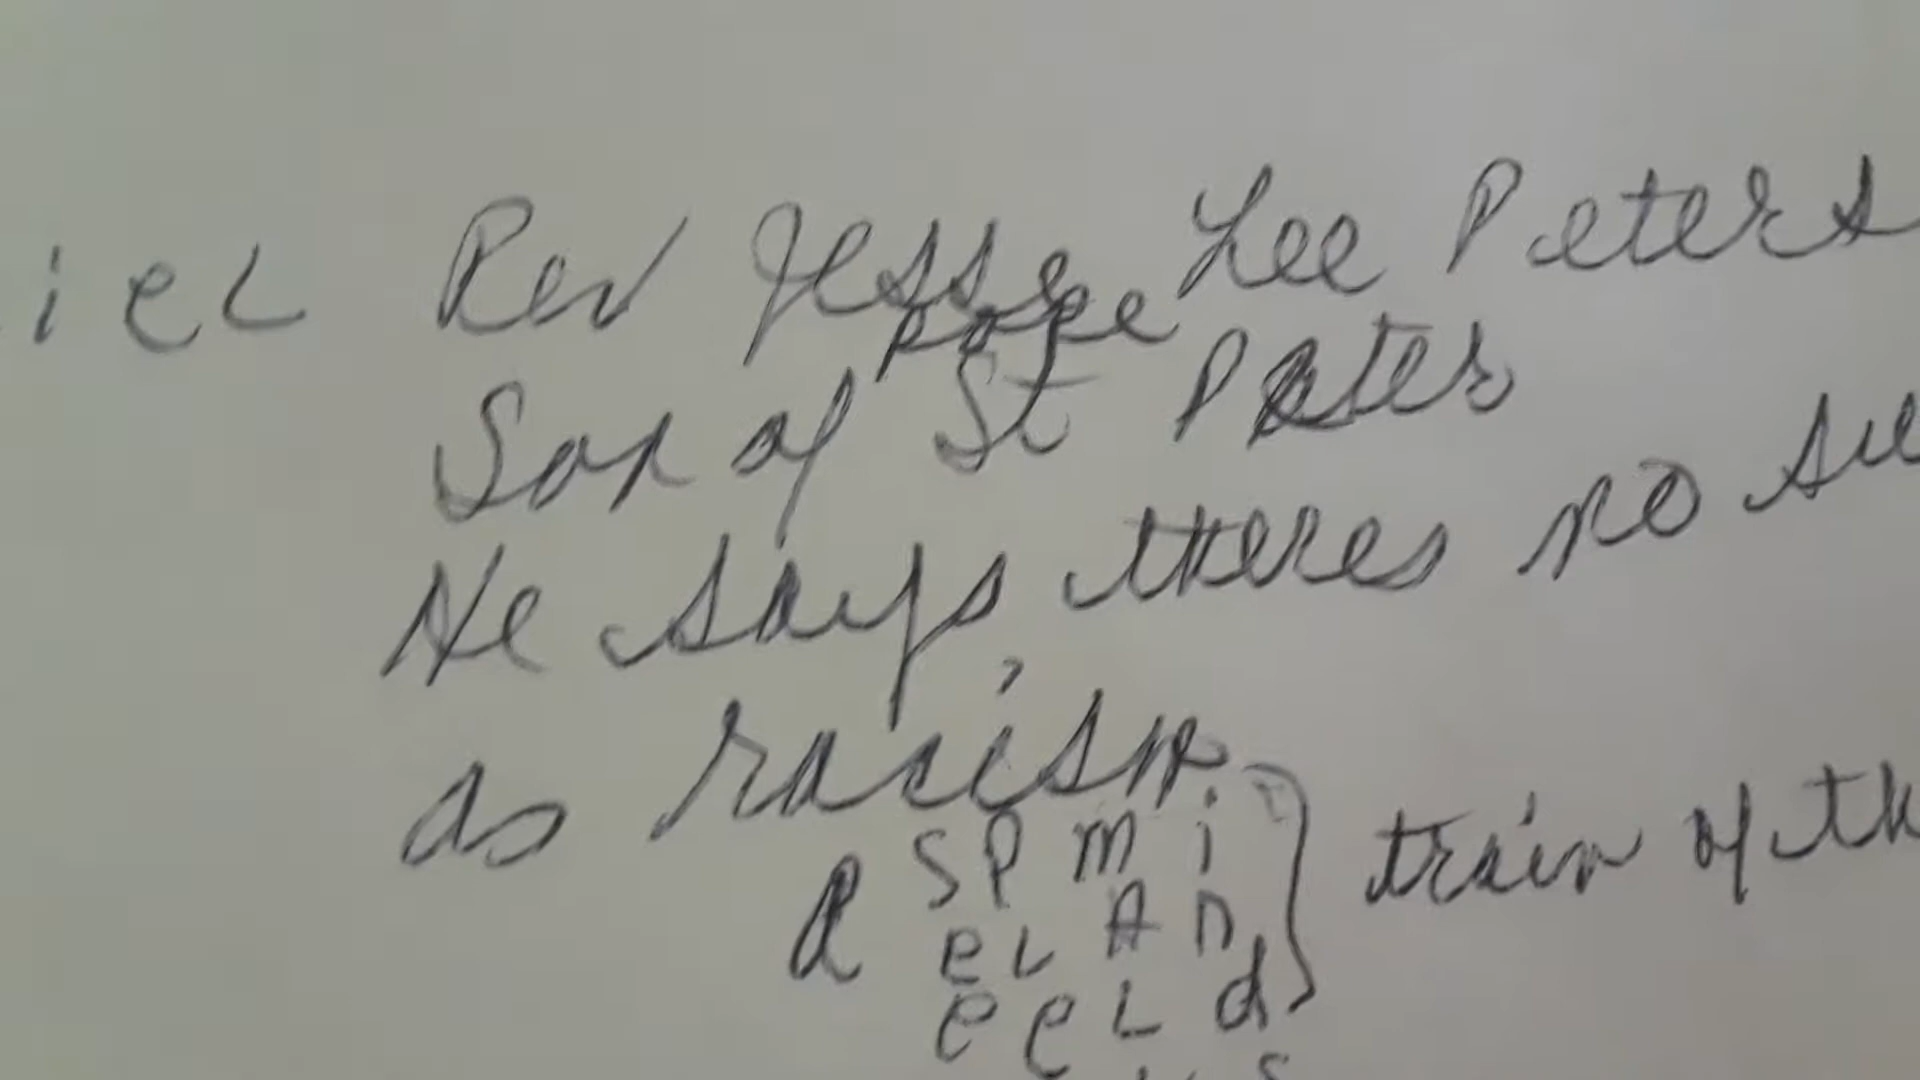 iel Rev Jesse Lee Peters
pope
Son of St Peter
He says theres no su
as racism.
R S P m i } train of th
e L A n
e e L d
s